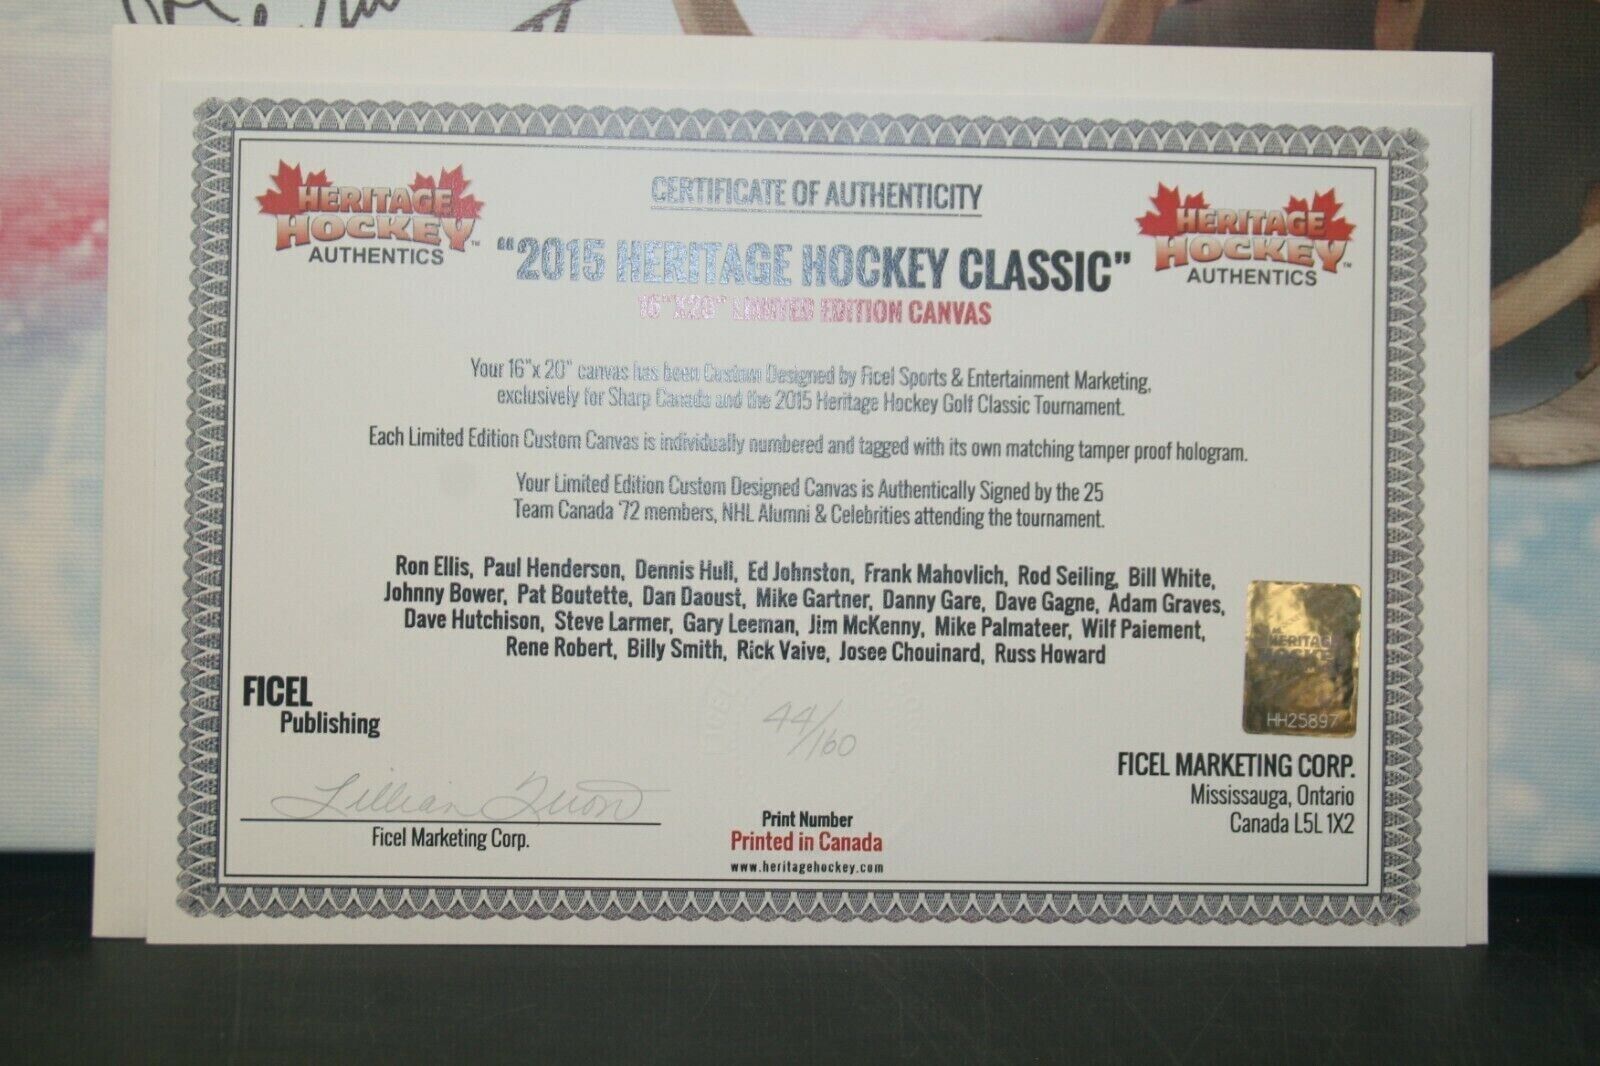 HERITAGE
HOCKEY™
AUTHENTICS
CERTIFICATE OF AUTHENTICITY
"2015 HERITAGE HOCKEY CLASSIC"
16"X20" LIMITED EDITION CANVAS
HERITAGE
HOCKEY™
AUTHENTICS
Your 16"x 20" canvas has been Custom Designed by Ficel Sports & Entertainment Marketing,
exclusively for Sharp Canada and the 2015 Heritage Hockey Golf Classic Tournament.
Each Limited Edition Custom Canvas is individually numbered and tagged with its own matching tamper proof hologram.
Your Limited Edition Custom Designed Canvas is Authentically Signed by the 25
Team Canada '72 members, NHL Alumni & Celebrities attending the tournament.
Ron Ellis, Paul Henderson, Dennis Hull, Ed Johnston, Frank Mahovlich, Rod Seiling, Bill White,
Johnny Bower, Pat Boutette, Dan Daoust, Mike Gartner, Danny Gare, Dave Gagne, Adam Graves,
Dave Hutchison, Steve Larmer, Gary Leeman, Jim McKenny, Mike Palmateer, Wilf Paiement,
Rene Robert, Billy Smith, Rick Vaive, Josee Chouinard, Russ Howard
HERITAGE
HOCKEY
HH25897
FICEL
Publishing
44/160
Lillian
Ficel Marketing Corp.
Print Number
Printed in Canada
www.heritagehockey.com
FICEL MARKETING CORP.
Mississauga, Ontario
Canada L5L 1X2